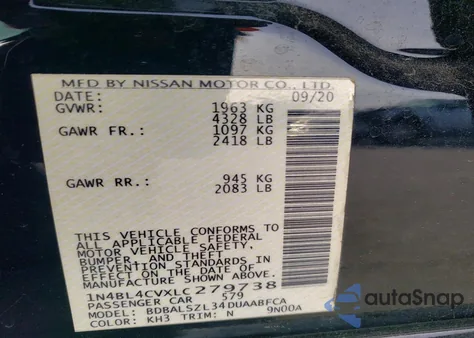 MFD BY NISSAN MOTOR CO., LTD.
DATE: 09/20
GVWR: 1963 KG
4328 LB
GAWR FR.: 1097 KG
2418 LB
GAWR RR.: 945 KG
2083 LB
THIS VEHICLE CONFORMS TO
ALL APPLICABLE FEDERAL
MOTOR VEHICLE SAFETY,
BUMPER, AND THEFT
PREVENTION STANDARDS
IN EFFECT ON THE DATE OF
MANUFACTURE SHOWN ABOVE.
1N4BL4CVXLC279738
PASSENGER CAR 579
MODEL: BDBALSZL34DUAABFCA
COLOR: KH3 TRIM: N 9N00A
autoSnap